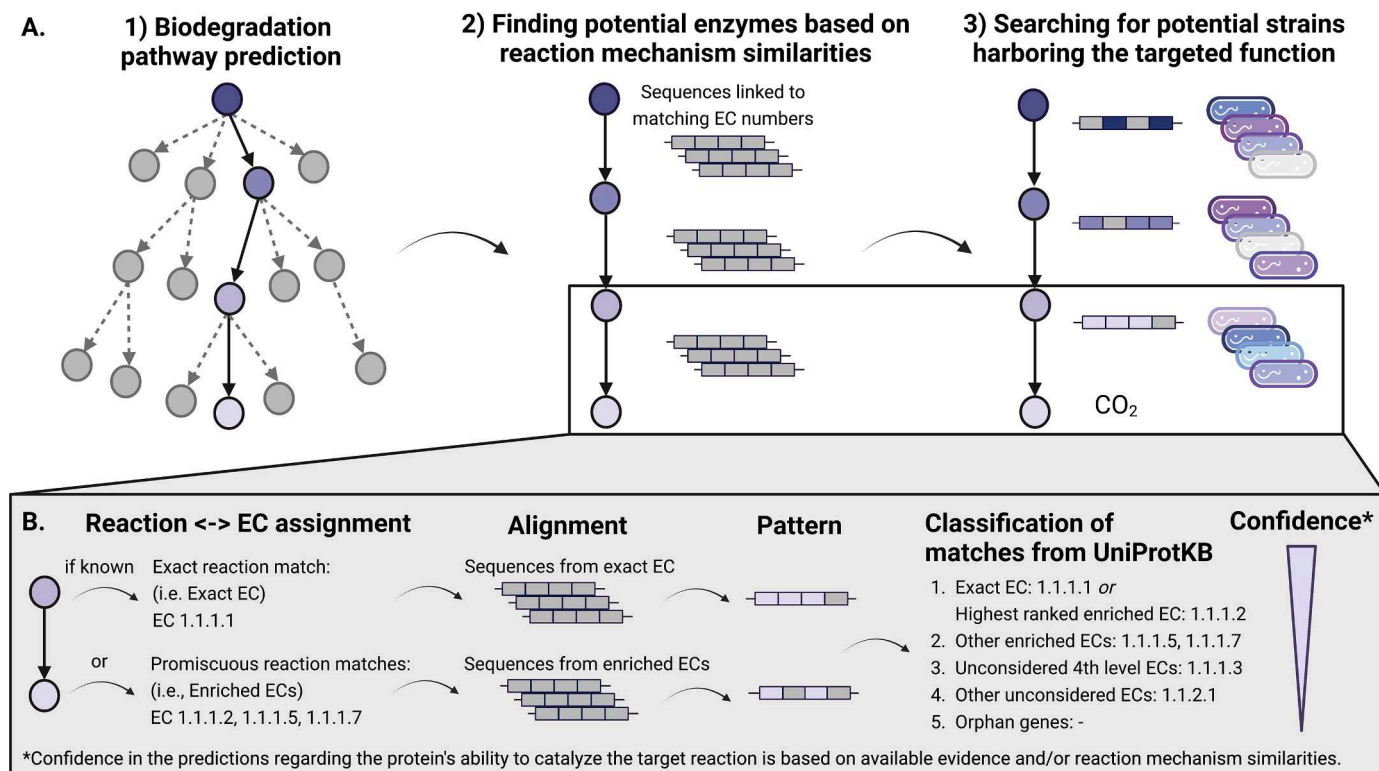 A.
1) Biodegradation
pathway prediction
2) Finding potential enzymes based on
reaction mechanism similarities
3) Searching for potential strains
harboring the targeted function
Sequences linked to
matching EC numbers
CO₂
B.
Reaction <-> EC assignment
Alignment
Pattern
Classification of
matches from UniProtKB
Confidence*
if known
Exact reaction match:
(i.e. Exact EC)
EC 1.1.1.1
or
Promiscuous reaction matches:
(i.e., Enriched ECs)
EC 1.1.1.2, 1.1.1.5, 1.1.1.7
Sequences from exact EC
Sequences from enriched ECs
1. Exact EC: 1.1.1.1 or
Highest ranked enriched EC: 1.1.1.2
2. Other enriched ECs: 1.1.1.5, 1.1.1.7
3. Unconsidered 4th level ECs: 1.1.1.3
4. Other unconsidered ECs: 1.1.2.1
5. Orphan genes: -
*Confidence in the predictions regarding the protein's ability to catalyze the target reaction is based on available evidence and/or reaction mechanism similarities.